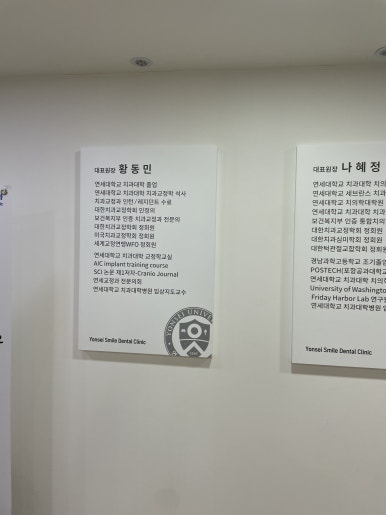 대표원장 황동민
연세대학교 치과대학 졸업
연세대학교 치과대학 치과교정학 석사
치과교정과 인턴/레지던트 수료
대한치과교정학회 인정의
보건복지부 인증 치과교정과 전문의
대한치과교정학회 정회원
미국치과교정학회 정회원
세계교정연맹WFO 정회원
연세대학교 치과대학 교정학교실
AIC implant training course
SCI 논문 제1저자-Cranio Journal
연세교정과 전문의회
연세대학교 치과대학병원 임상지도교수
Yonsei Smile Dental Clinic
YONSEI UNIVE
대표원장 나혜정
연세대학교 치과대학 치의
연세대학교 세브란스 치과
연세대학교 치의학대학원
연세대학교 치과대학 치과
보건복지부 인증 통합치의
대한치과교정학회 정회원
대한치과심미학회 정회원
대한턱관절교합학회 정회원
경남과학고등학교 조기졸업
POSTECH(포항공과대학교
연세대학교 치과대학 치의학
University of Washington
Friday Harbor Lab 연구원
연세대학교 치과대학병원 임
Yonsei Smile Dental Clinic